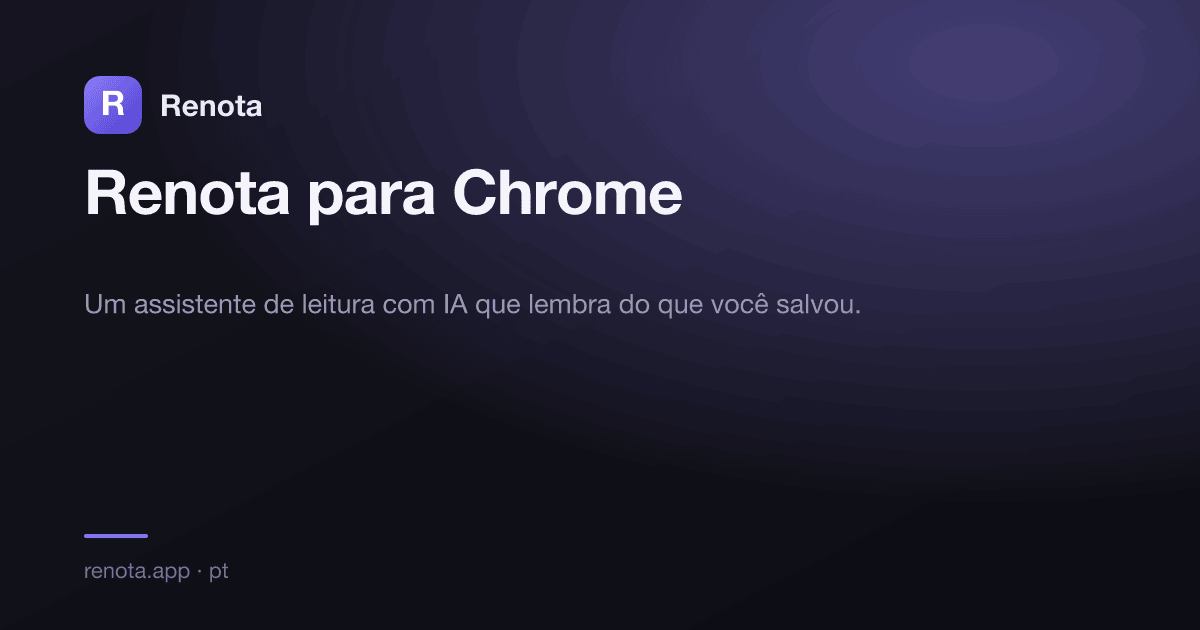 R
Renota
Renota para Chrome
Um assistente de leitura com IA que lembra do que você salvou.
renota.app · pt